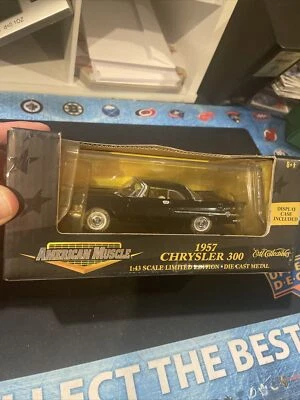 8+
DISPLAY
CASE
INCLUDED
AMERICAN MUSCLE
1957
CHRYSLER 300
Ertl Collectibles
1:43 SCALE LIMITED EDITION • DIE CAST METAL
LLECT THE BEST